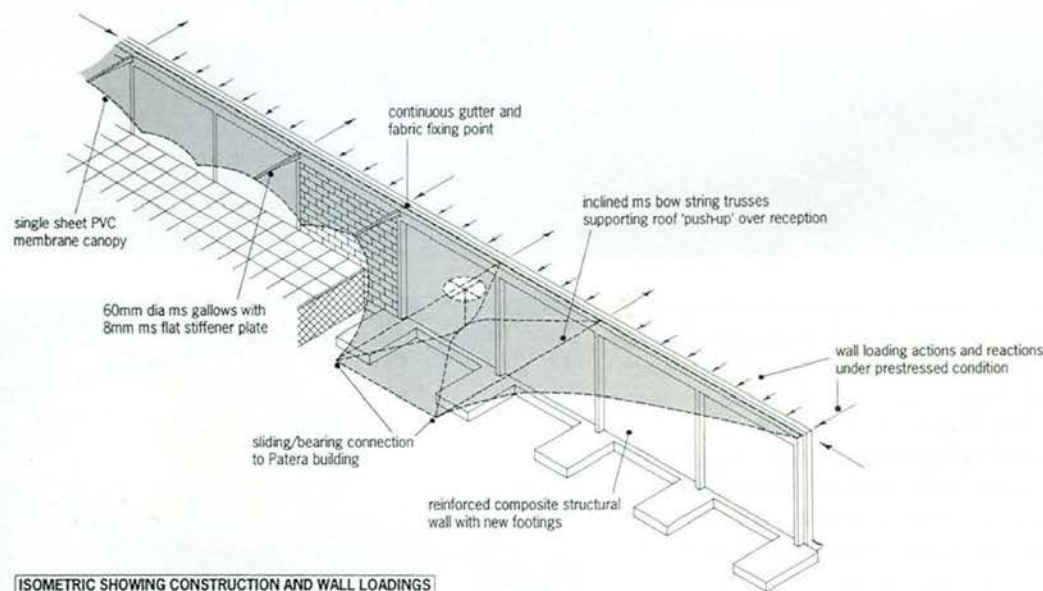 continuous gutter and
fabric fixing point
inclined ms bow string trusses
supporting roof 'push-up' over reception
single sheet PVC
membrane canopy
60mm dia ms gallows with
8mm ms flat stiffener plate
wall loading actions and reactions
under prestressed condition
sliding/bearing connection
to Patera building
reinforced composite structural
wall with new footings
ISOMETRIC SHOWING CONSTRUCTION AND WALL LOADINGS